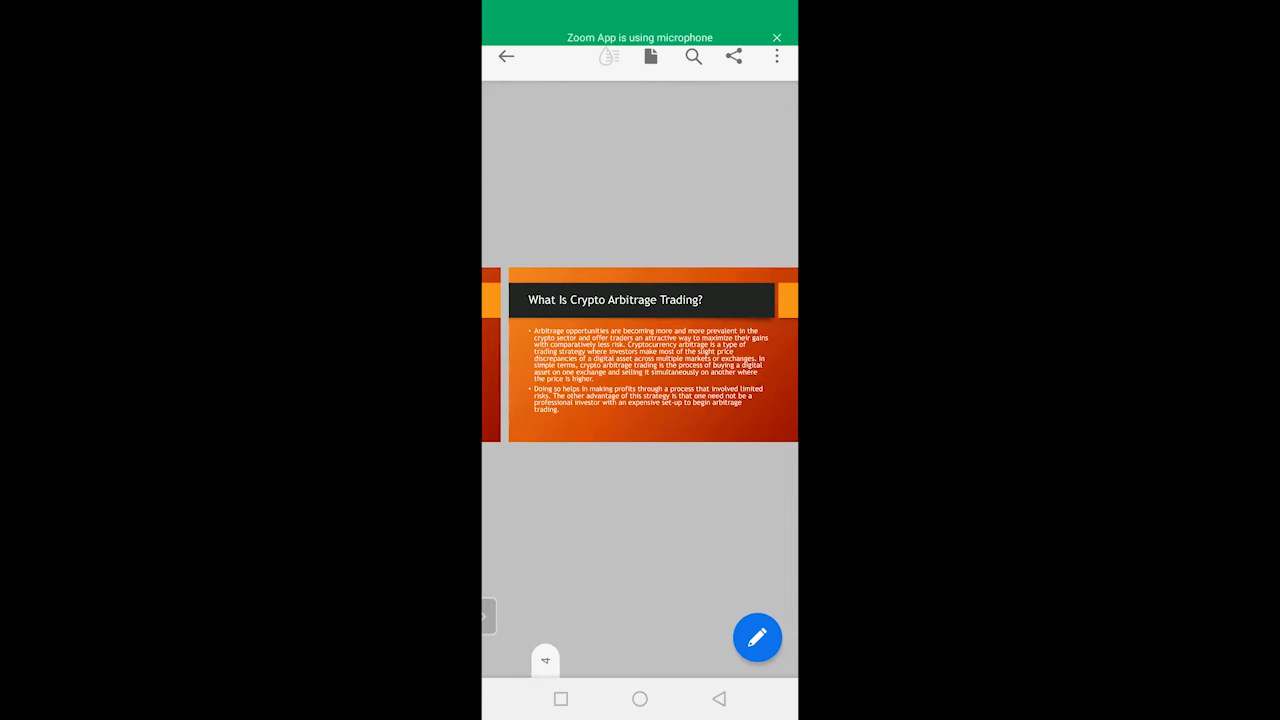 Zoom App is using microphone
What Is Crypto Arbitrage Trading?
• Arbitrage opportunities are becoming more and more prevalent in the
crypto sector and offer traders an attractive way to maximize their gains
with comparatively less risk. Cryptocurrency arbitrage is a type of
trading strategy where investors make most of the slight price
discrepancies of a digital asset across multiple markets or exchanges. In
simple terms, crypto arbitrage trading is the process of buying a digital
asset on one exchange and selling it simultaneously on another where
the price is higher.
• Doing so helps in making profits through a process that involved limited
risks. The other advantage of this strategy is that one need not be a
professional investor with an expensive set-up to begin arbitrage
trading.
4